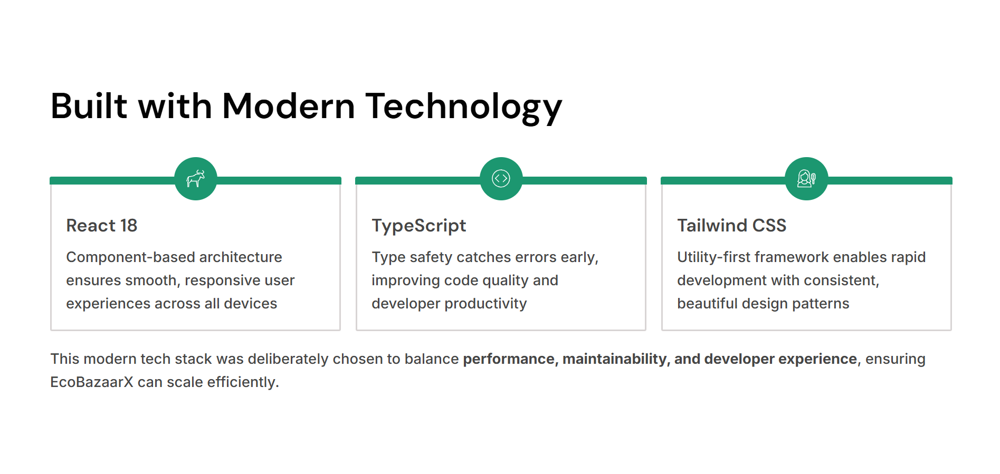 Built with Modern Technology
React 18
Component-based architecture
ensures smooth, responsive user
experiences across all devices
TypeScript
Type safety catches errors early,
improving code quality and
developer productivity
Tailwind CSS
Utility-first framework enables rapid
development with consistent,
beautiful design patterns
This modern tech stack was deliberately chosen to balance performance, maintainability, and developer experience, ensuring
EcoBazaarX can scale efficiently.